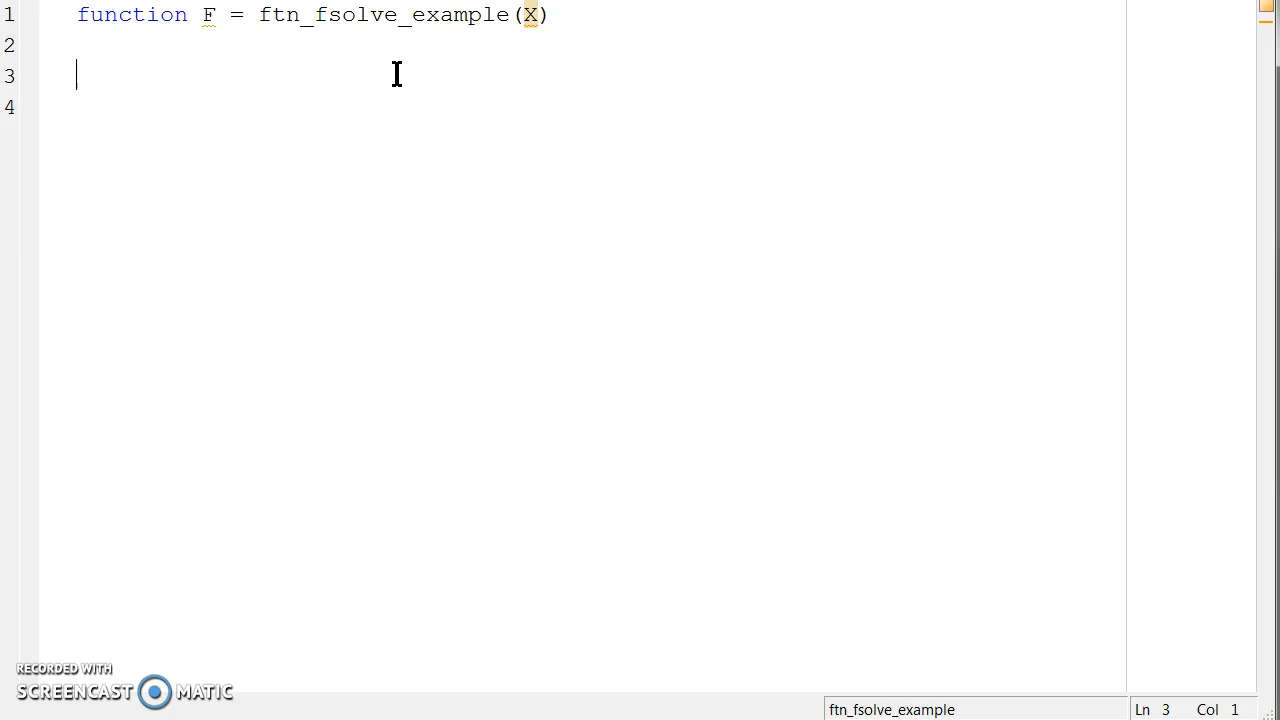 1 function F = ftn_fsolve_example(X)
2
3
4
RECORDED WITH
SCREENCAST MATIC
ftn_fsolve_example Ln 3 Col 1